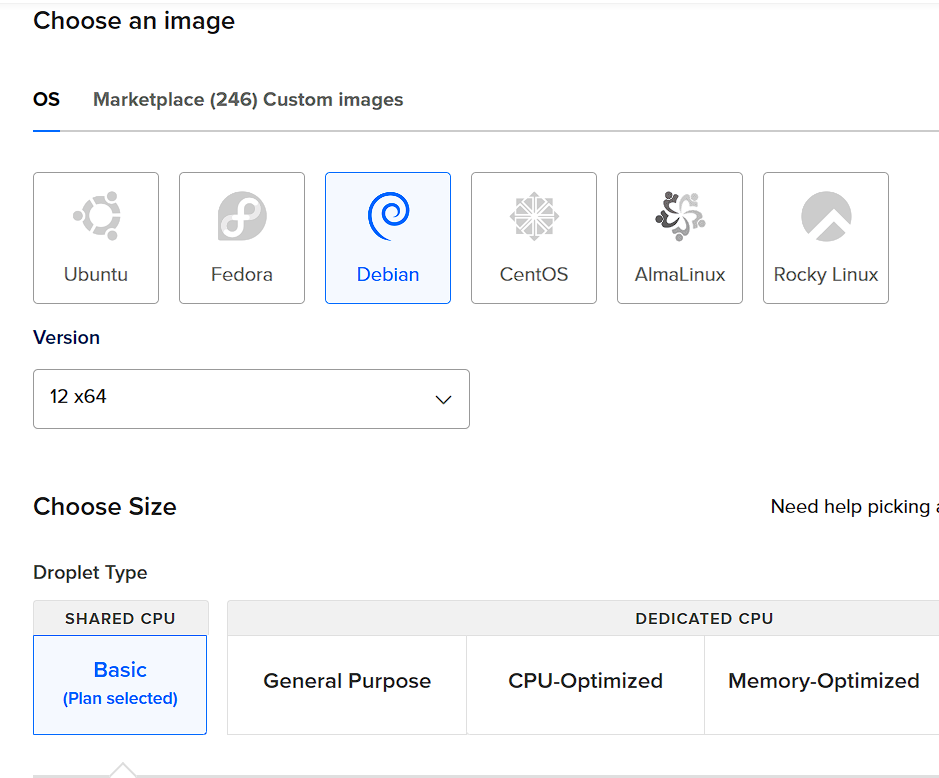 Choose an image
OS Marketplace (246) Custom images
Ubuntu Fedora Debian CentOS AlmaLinux Rocky Linux
Version
12 x64
Choose Size
Need help picking a
Droplet Type
SHARED CPU DEDICATED CPU
Basic
(Plan selected)
General Purpose CPU-Optimized Memory-Optimized